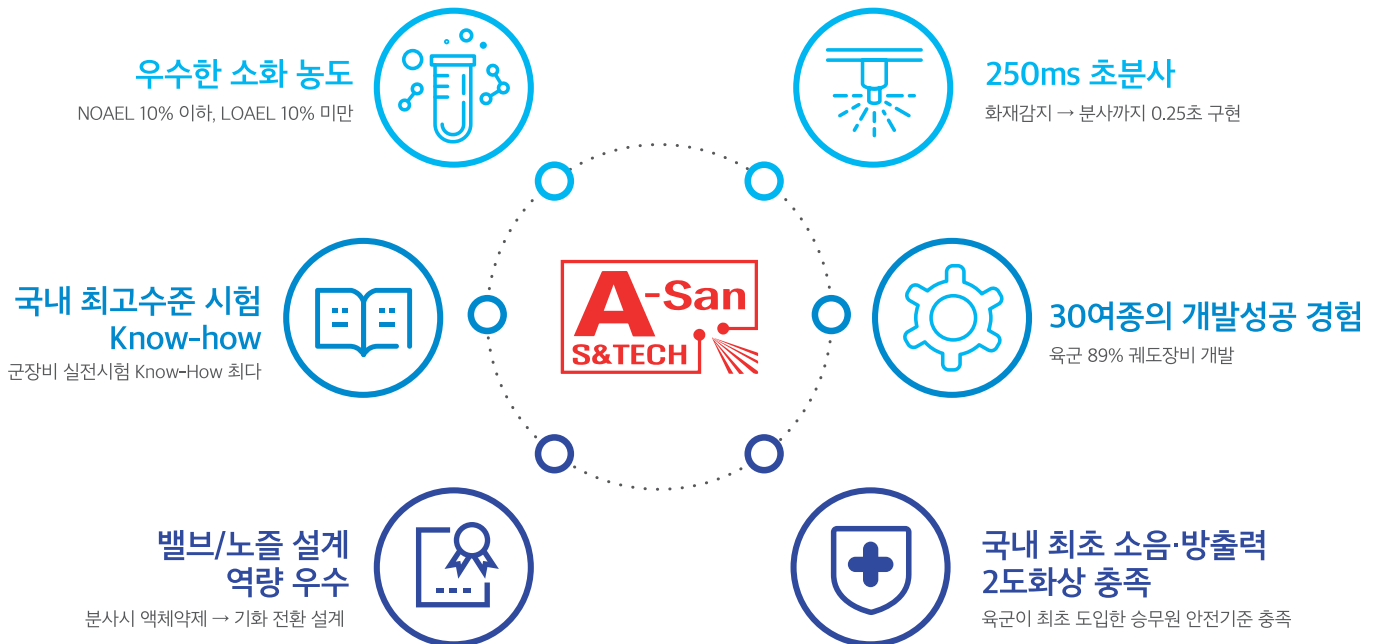 우수한 소화 농도
NOAEL 10% 이하, LOAEL 10% 미만
250ms 초분사
화재감지 → 분사까지 0.25초 구현
국내 최고수준 시험
Know-how
군장비 실전시험 Know-How 최다
A-San
S&TECH
30여종의 개발성공 경험
육군 89% 궤도장비 개발
밸브/노즐 설계
역량 우수
분사시 액체약제 → 기화 전환 설계
국내 최초 소음·방출력
2도화상 충족
육군이 최초 도입한 승무원 안전기준 충족